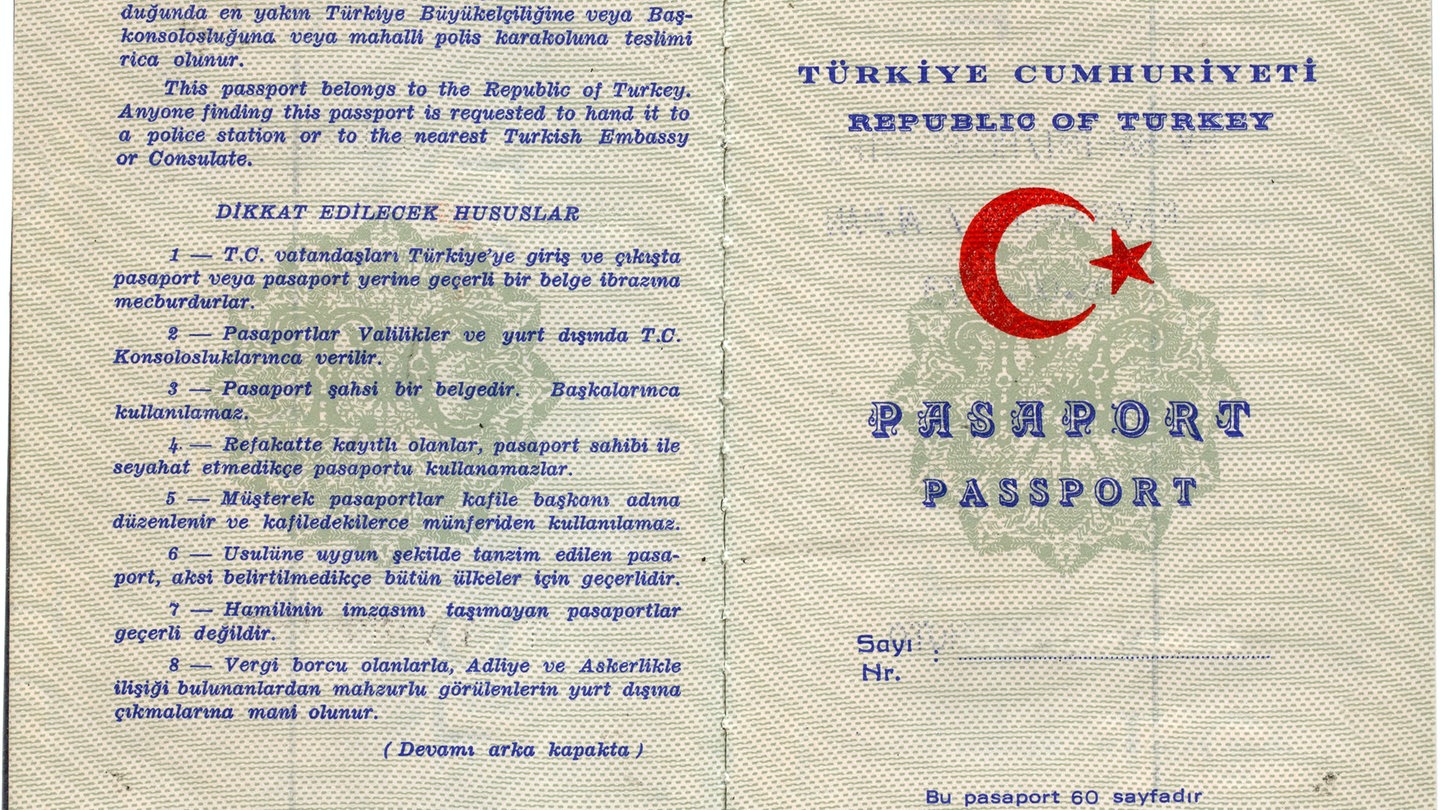 duğunda en yakın Türkiye Büyükelçiliğine veya Baş-
konsolosluğuna veya mahalli polis karakoluna teslimi
rica olunur.
This passport belongs to the Republic of Turkey.
Anyone finding this passport is requested to hand it to
a police station or to the nearest Turkish Embassy
or Consulate.
DİKKAT EDİLECEK HUSUSLAR
1 — T.C. vatandaşları Türkiye'ye giriş ve çıkışta
pasaport veya pasaport yerine geçerli bir belge ibrazına
mecburdurlar.
2 — Pasaportlar Valilikler ve yurt dışında T.C.
Konsolosluklarınca verilir.
3 — Pasaport şahsi bir belgedir. Başkalarınca
kullanılamaz.
4 — Refakatte kayıtlı olanlar, pasaport sahibi ile
seyahat etmedikçe pasaportu kullanamazlar.
5 — Müşterek pasaportlar kafile başkanı adına
düzenlenir ve kafiledekilerce münferiden kullanılamaz.
6 — Usulüne uygun şekilde tanzim edilen pasa-
port, aksi belirtilmedikçe bütün ülkeler için geçerlidir.
7 — Hamilinin imzasını taşımayan pasaportlar
geçerli değildir.
8 — Vergi borcu olanlarla, Adliye ve Askerlikle
ilişiği bulunanlardan mahzurlu görülenlerin yurt dışına
çıkmalarına mani olunur.
(Devamı arka kapakta)
TÜRKİYE CUMHURİYETİ
REPUBLIC OF TURKEY
PASAPORT
PASSPORT
Sayı :
Nr.
Bu pasaport 60 sayfadır